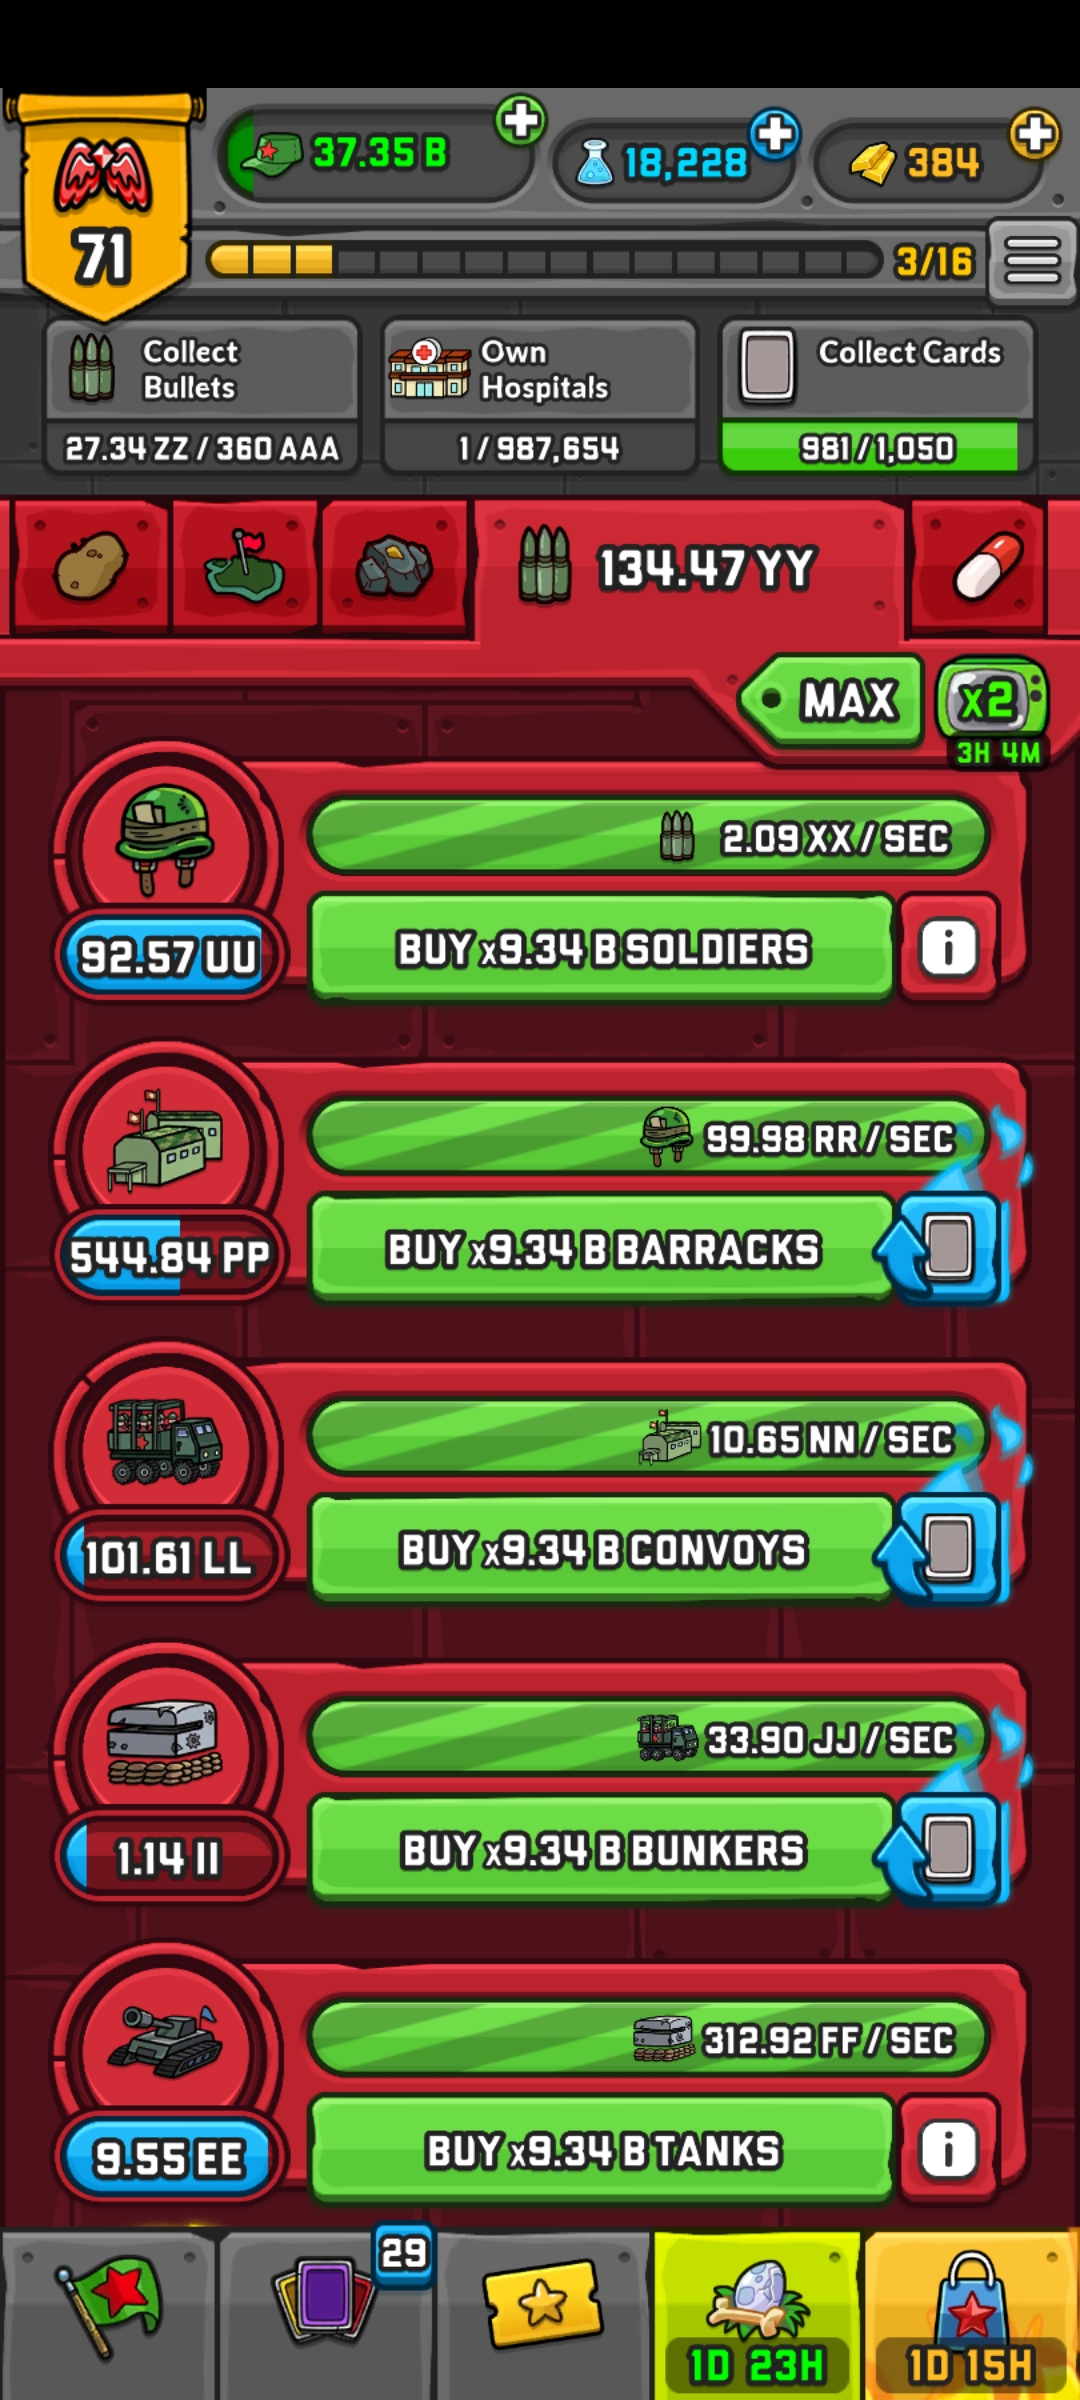 37.35 B
18,228
384
71
3/16
Collect
Bullets
27.34 ZZ / 360 AAA
Own
Hospitals
1 / 987,654
Collect Cards
981 / 1,050
134.47 YY
MAX
x2
3H 4M
2.09 XX / SEC
92.57 UU
BUY x9.34 B SOLDIERS
i
99.98 RR / SEC
544.84 PP
BUY x9.34 B BARRACKS
10.65 NN / SEC
101.61 LL
BUY x9.34 B CONVOYS
33.90 JJ / SEC
1.14 II
BUY x9.34 B BUNKERS
312.92 FF / SEC
9.55 EE
BUY x9.34 B TANKS
i
29
1D 23H
1D 15H